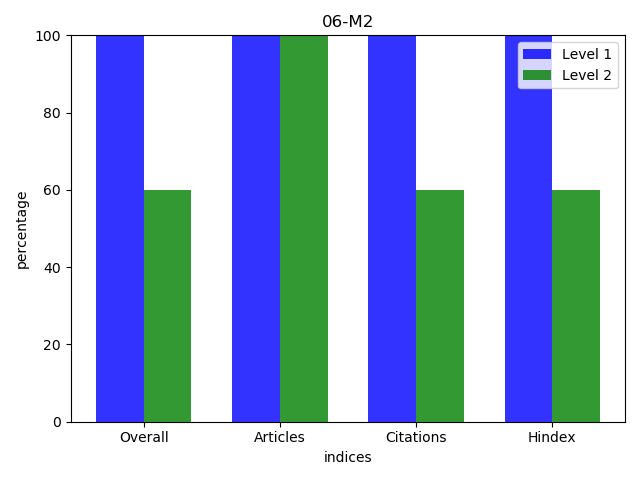 06-M2
Level 1
Level 2
percentage
100
80
60
40
20
0
Overall Articles Citations Hindex
indices